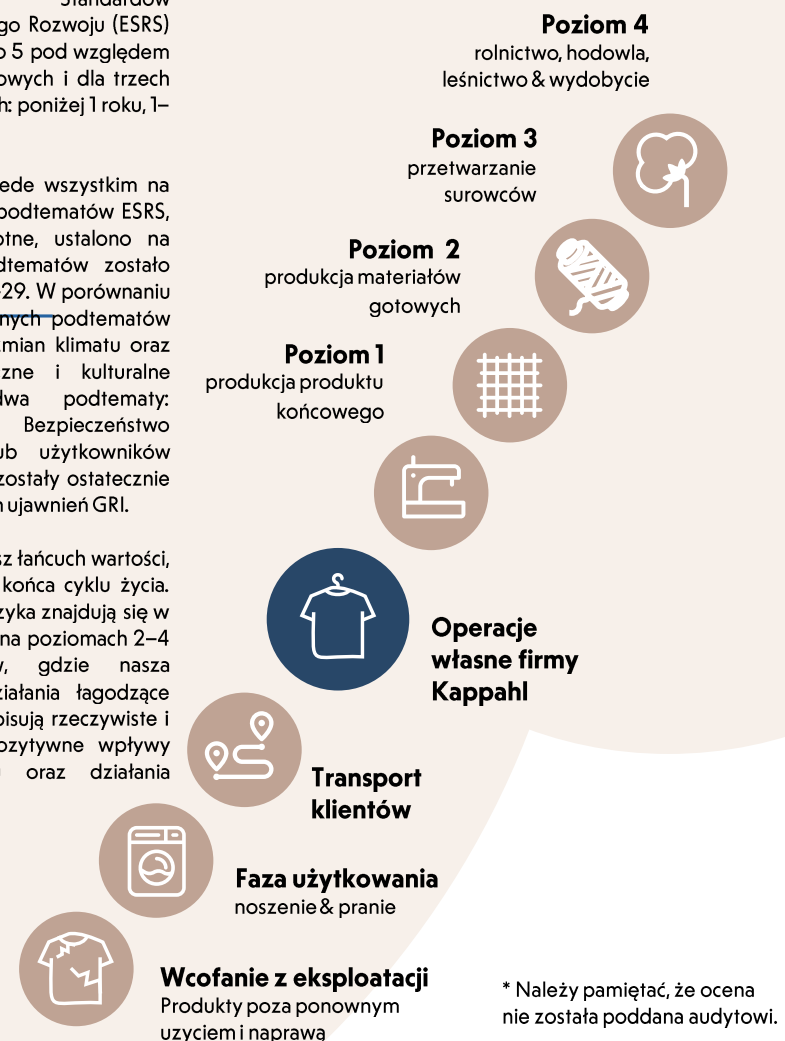 Standardów
go Rozwoju (ESRS)
o 5 pod względem
owych i dla trzech
h: poniżej 1 roku, 1–
ede wszystkim na
podtematów ESRS,
otne, ustalono na
dtematów zostało
-29. W porównaniu
nych podtematów
zmian klimatu oraz
zne i kulturalne
dwa podtematy:
Bezpieczeństwo
ub użytkowników
zostały ostatecznie
h ujawnień GRI.
sz łańcuch wartości,
końca cyklu życia.
zyka znajdują się w
na poziomach 2–4
w, gdzie nasza
ziałania łagodzące
pisują rzeczywiste i
ozytywne wpływy
oraz działania
Poziom 4
rolnictwo, hodowla,
leśnictwo & wydobycie
Poziom 3
przetwarzanie
surowców
Poziom 2
produkcja materiałów
gotowych
Poziom 1
produkcja produktu
końcowego
Operacje
własne firmy
Kappahl
Transport
klientów
Faza użytkowania
noszenie & pranie
Wcofanie z eksploatacji
Produkty poza ponownym
uzyciem i naprawą
* Należy pamiętać, że ocena
nie została poddana audytowi.